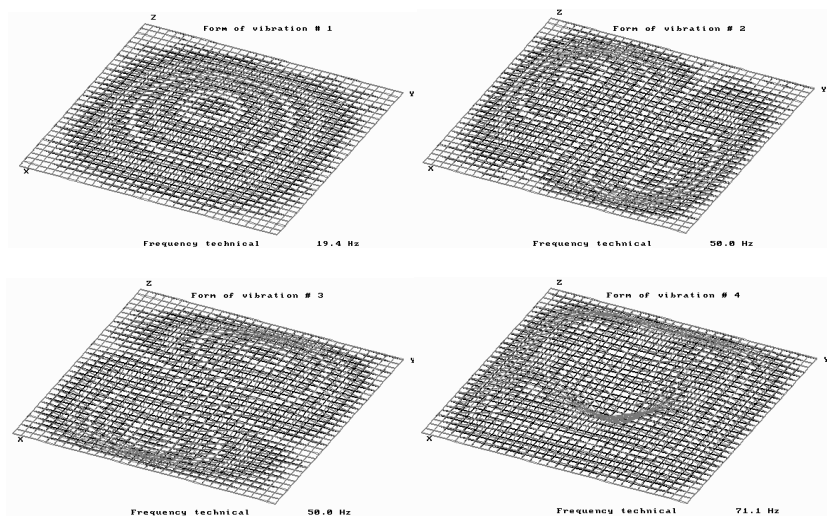 Z
Form of vibration # 1
Y
X
Frequency technical 19.4 Hz
Z
Form of vibration # 2
Y
X
Frequency technical 50.0 Hz
Z
Form of vibration # 3
Y
X
Frequency technical 50.0 Hz
Z
Form of vibration # 4
Y
X
Frequency technical 71.1 Hz